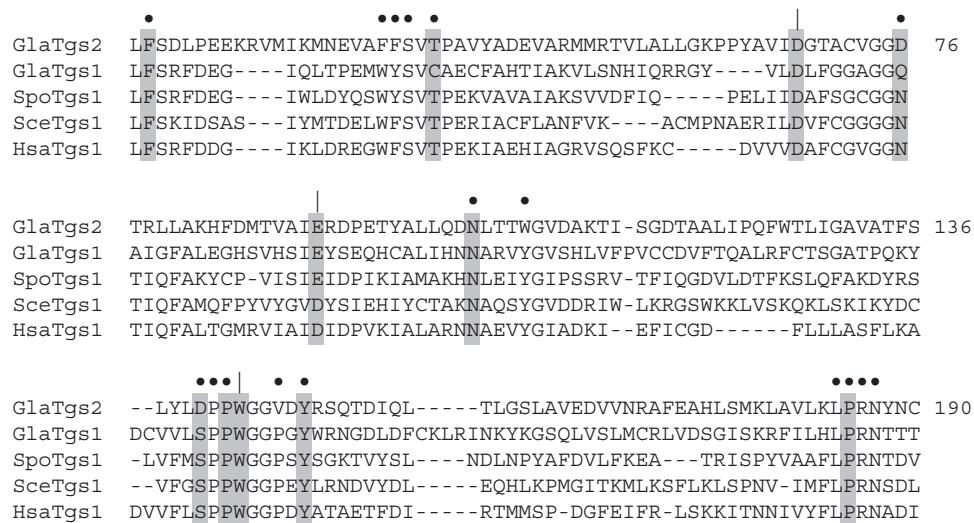 GlaTgs2 LFSDLPEEKRVMIKMNEVAFFSVTPAVYADEVARMMRTVLALLGKPPYAVIDGTACVGGD 76
GlaTgs1 LFSRFDEG----IQLTPEMWYSVCAECFAHTIAKVLSNHIQRRGY----VLDLFGGAGGQ
SpoTgs1 LFSRFDEG----IWLDYQSWYSVTPEKVAVAIAKSVVDFIQ-----PELIIDAFSGCGGN
SceTgs1 LFSKIDSAS---IYMTDELWFSVTPERIACFLANFVK----ACMPNAERILDVFCGGGGN
HsaTgs1 LFSRFDDG----IKLDREGWFSVTPEKIAEHIAGRVSQSFKC-----DVVVDAFCGVGGN
GlaTgs2 TRLLAKHFDMTVAIERDPETYALLQDNLTTWGVDAKTI-SGDTAALIPQFWTLIGAVATFS 136
GlaTgs1 AIGFALEGHSVHSIEYSEQHCALIHNNARVYGVSHLVFPVCCDVFTQALRFCTSGATPQKY
SpoTgs1 TIQFAKYCP-VISIEIDPIKIAMAKHNLEIYGIPSSRV-TFIQGDVLDTFKSLQFAKDYRS
SceTgs1 TIQFAMQFPYVYGVDYSIEHIYCTAKNAQSYGVDDRIW-LKRGSWKKLVSKQKLSKIKYDC
HsaTgs1 TIQFALTGMRVIAIDIDPVKIALARNNAEVYGIADKI--EFICGD------FLLLASFLKA
GlaTgs2 --LYLDPPWGGVDYRSQTDIQL-----TLGSLAVEDVVNRAFEAHLSMKLAVLKLPRNYNC 190
GlaTgs1 DCVVLSPPWGGPGYWRNGDLDFCKLRINKYKGSQLVSLMCRLVDSGISKRFILHLPRNTTT
SpoTgs1 -LVFMSPPWGGPSYSGKTVYSL----NDLNPYAFDVLFKEA---TRISPYVAAFLPRNTDV
SceTgs1 -VVFGSPPWGGPEYLRNDVYDL-----EQHLKPMGITKMLKSFLKLSPNV-IMFLPRNSDL
HsaTgs1 DVVFLSPPWGGPDYATAETFDI-----RTMMSP-DGFEIFR-LSKKITNNIVYFLPRNADI